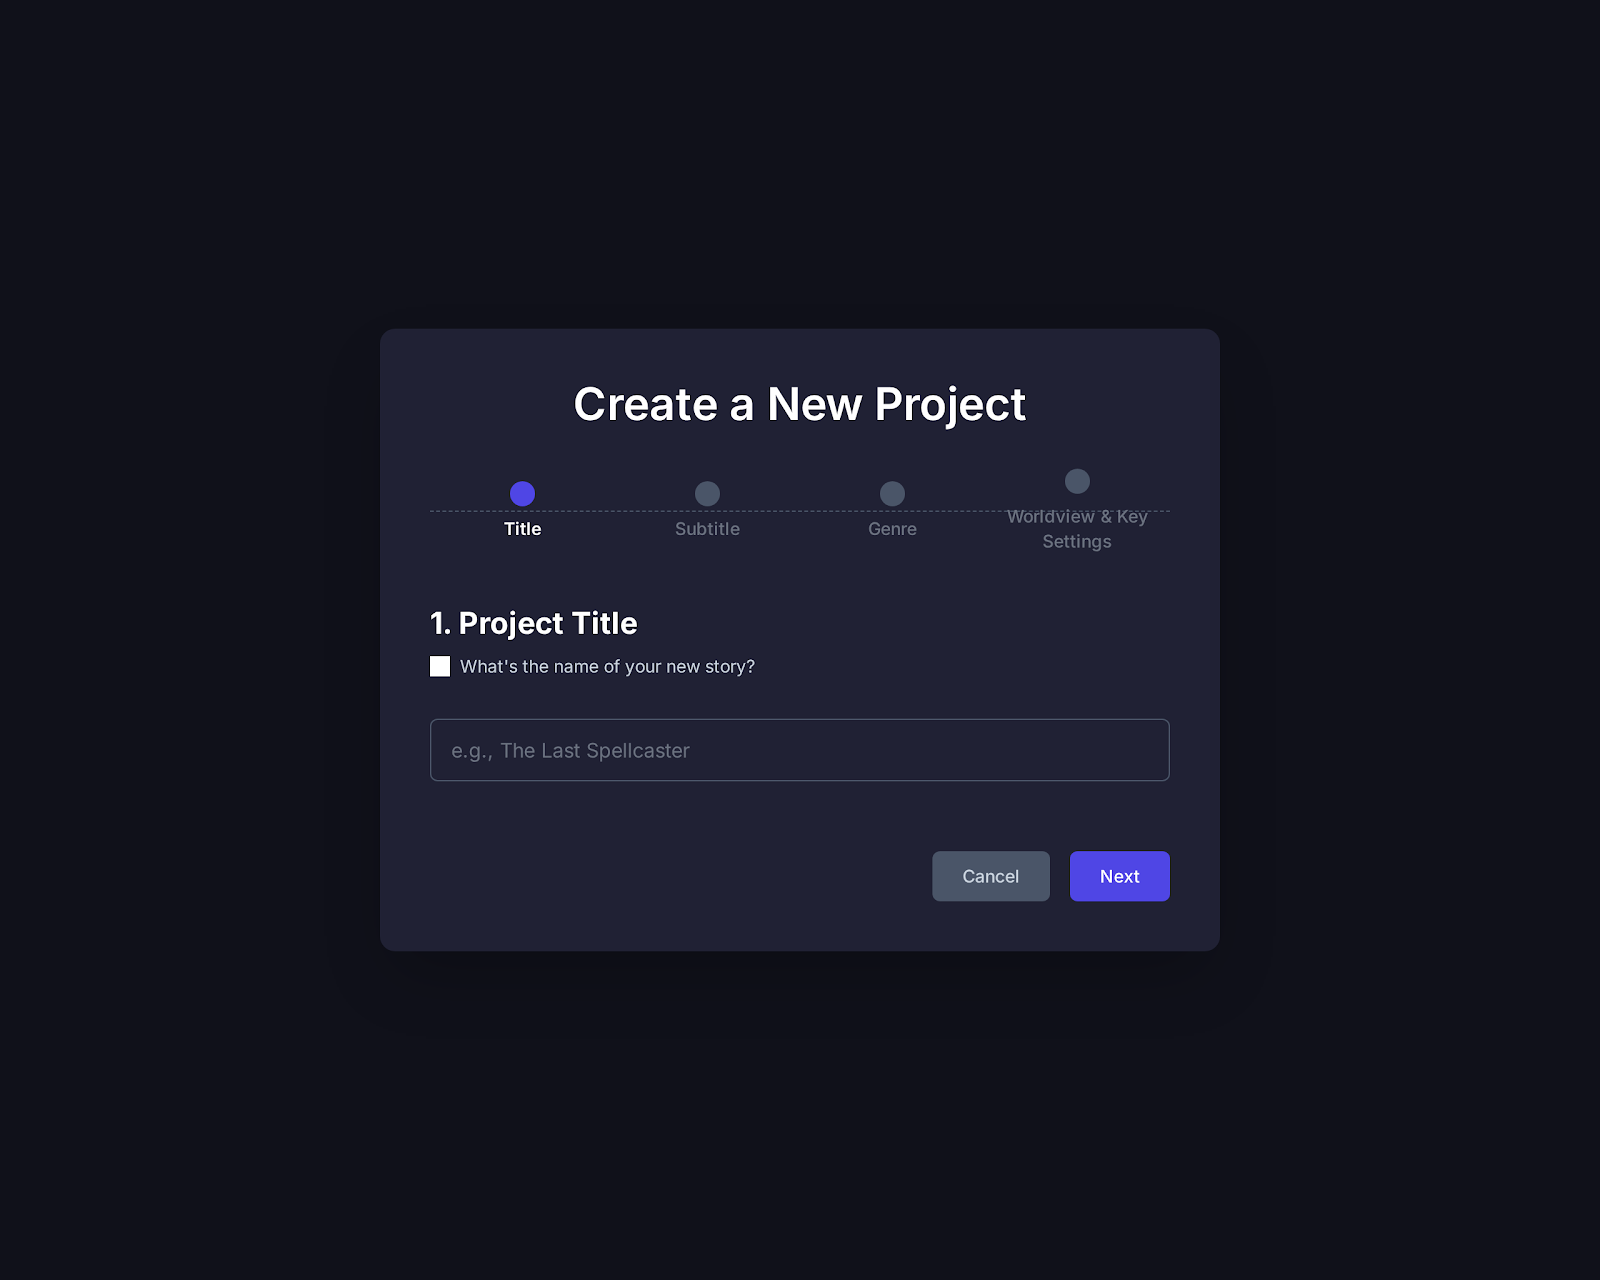 Create a New Project
Title
Subtitle
Genre
Worldview & Key
Settings
1. Project Title
What's the name of your new story?
e.g., The Last Spellcaster
Cancel
Next